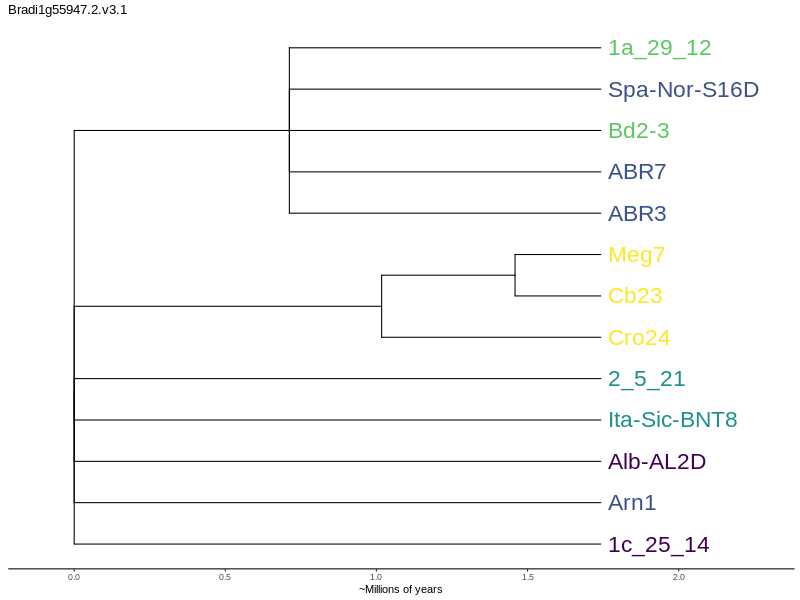 Bradi1g55947.2.v3.1
1a_29_12
Spa-Nor-S16D
Bd2-3
ABR7
ABR3
Meg7
Cb23
Cro24
2_5_21
Ita-Sic-BNT8
Alb-AL2D
Arn1
1c_25_14
0.0 0.5 1.0 1.5 2.0
~Millions of years